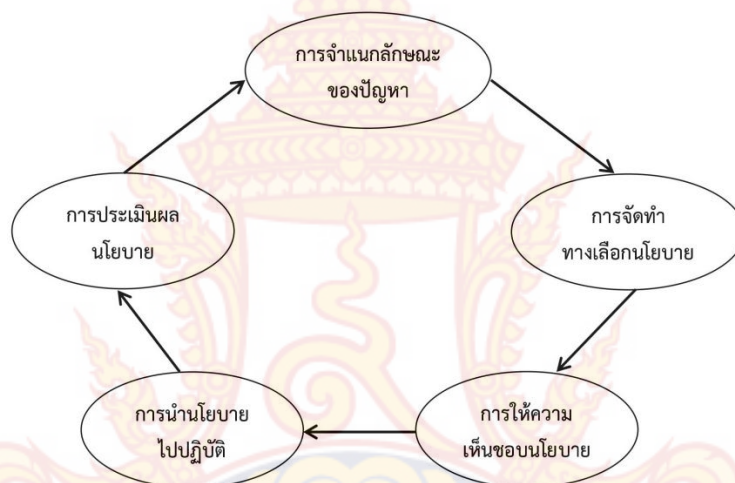 การจำแนกลักษณะ
ของปัญหา
การจัดทำ
ทางเลือกนโยบาย
การให้ความ
เห็นชอบนโยบาย
การนำนโยบาย
ไปปฏิบัติ
การประเมินผล
นโยบาย